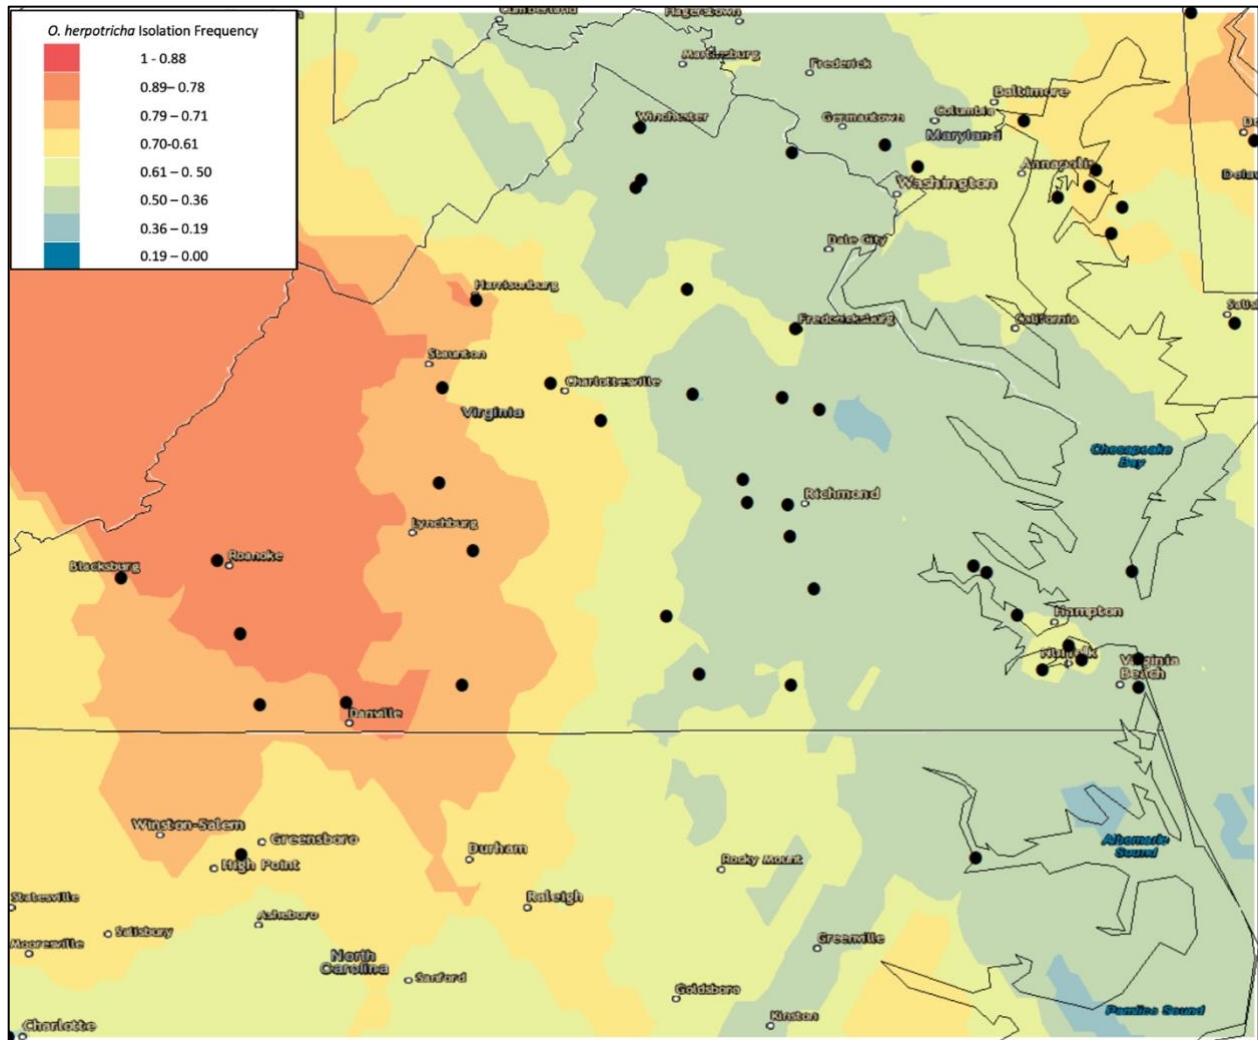 O. herpotricha Isolation Frequency
1 - 0.88
0.89– 0.78
0.79 – 0.71
0.70-0.61
0.61 – 0. 50
0.50 – 0.36
0.36 – 0.19
0.19 – 0.00
Cumberland
Hagerstown
Martinsburg
Frederick
Baltimore
Winchester
Germantown
Columbia
Maryland
Annapolis
Washington
Dale City
Harrisonburg
Fredericksburg
California
Staunton
Charlottesville
Virginia
Chesapeake
Bay
Richmond
Lynchburg
Roanoke
Blacksburg
Hampton
Norfolk
Virginia
Beach
Danville
Winston-Salem
Greensboro
High Point
Durham
Rocky Mount
Albemarle
Sound
Statesville
Raleigh
Asheboro
Salisbury
Mooresville
North
Carolina
Sanford
Greenville
Goldsboro
Kinston
Pamlico Sound
Charlotte